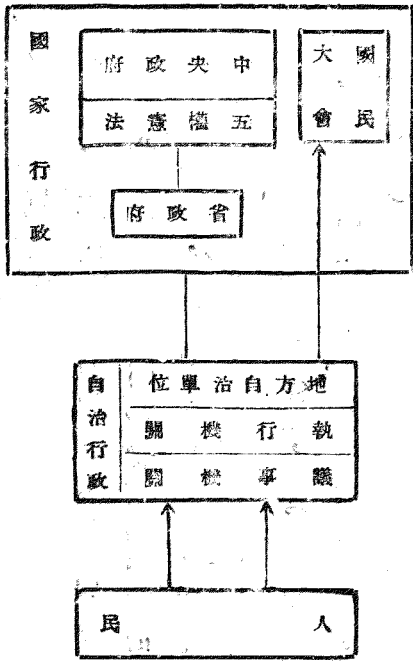 國家行政
中央政府
五權憲法
國民
大會
省政府
自治行政
地方自治單位
執行機關
議事機關
人民